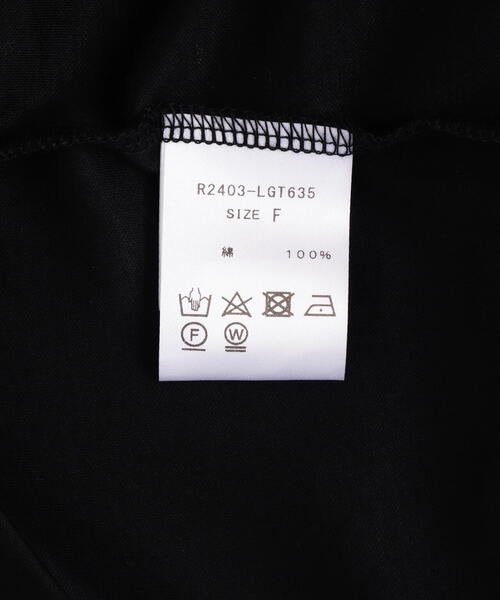 R2403-LGT635
SIZE F
綿 100%
F W